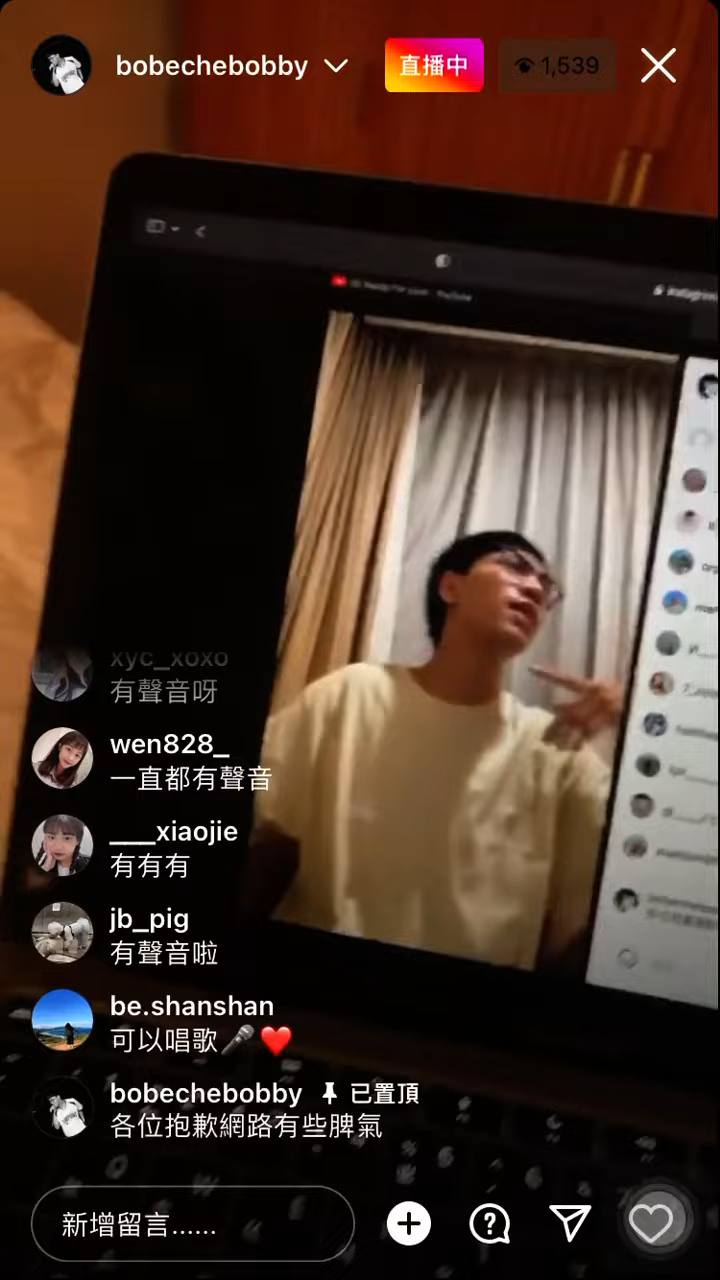 bobechebobby
直播中
1,539
xyc_xoxo
有聲音呀
wen828_
一直都有聲音
___xiaojie
有有有
jb_pig
有聲音啦
be.shanshan
可以唱歌🎤❤️
bobechebobby 已置頂
各位抱歉網路有些脾氣
新增留言......